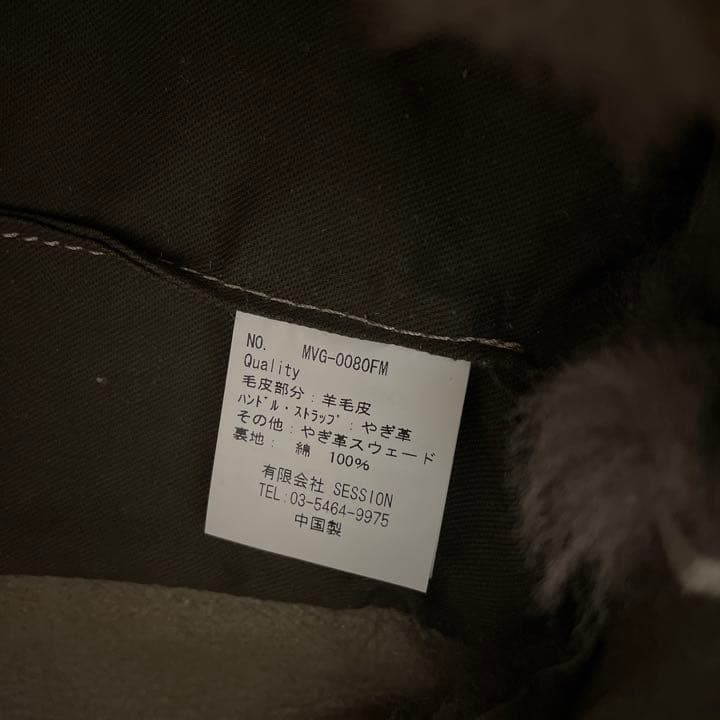 NO. MVG-0080FM
Quality
毛皮部分：羊毛皮
ﾊﾝﾄﾞﾙ・ｽﾄﾗｯﾌﾟ：やぎ革
その他：やぎ革スウェード
裏地： 綿 100%
有限会社 SESSION
TEL:03-5464-9975
中国製